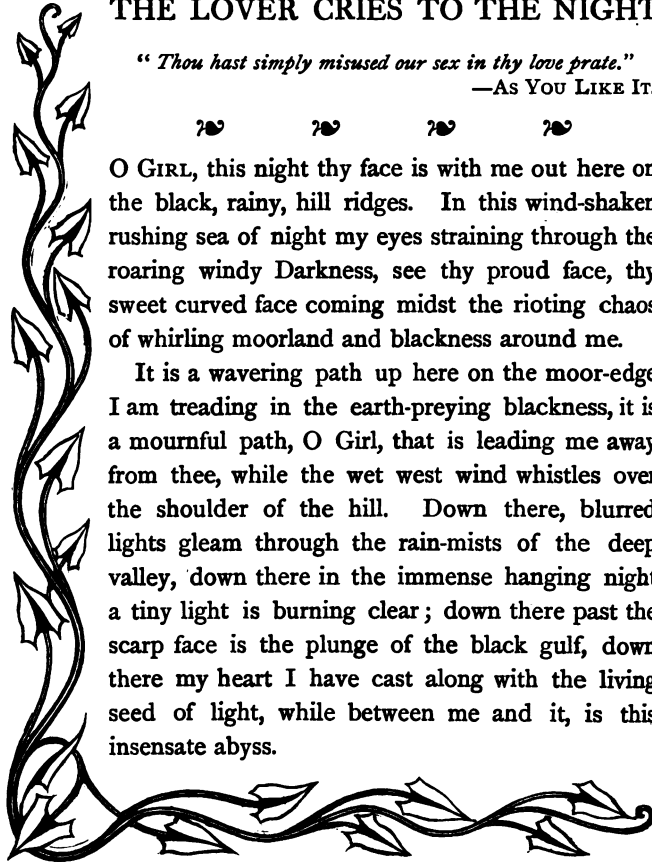 THE LOVER CRIES TO THE NIGHT
“ Thou hast simply misused our sex in thy love prate.”
—As You Like It.
O Girl, this night thy face is with me out here or
the black, rainy, hill ridges. In this wind-shaken
rushing sea of night my eyes straining through the
roaring windy Darkness, see thy proud face, thy
sweet curved face coming midst the rioting chaos
of whirling moorland and blackness around me.
It is a wavering path up here on the moor-edge
I am treading in the earth-preying blackness, it is
a mournful path, O Girl, that is leading me away
from thee, while the wet west wind whistles over
the shoulder of the hill. Down there, blurred
lights gleam through the rain-mists of the deep
valley, down there in the immense hanging night
a tiny light is burning clear; down there past the
scarp face is the plunge of the black gulf, down
there my heart I have cast along with the living
seed of light, while between me and it, is this
insensate abyss.